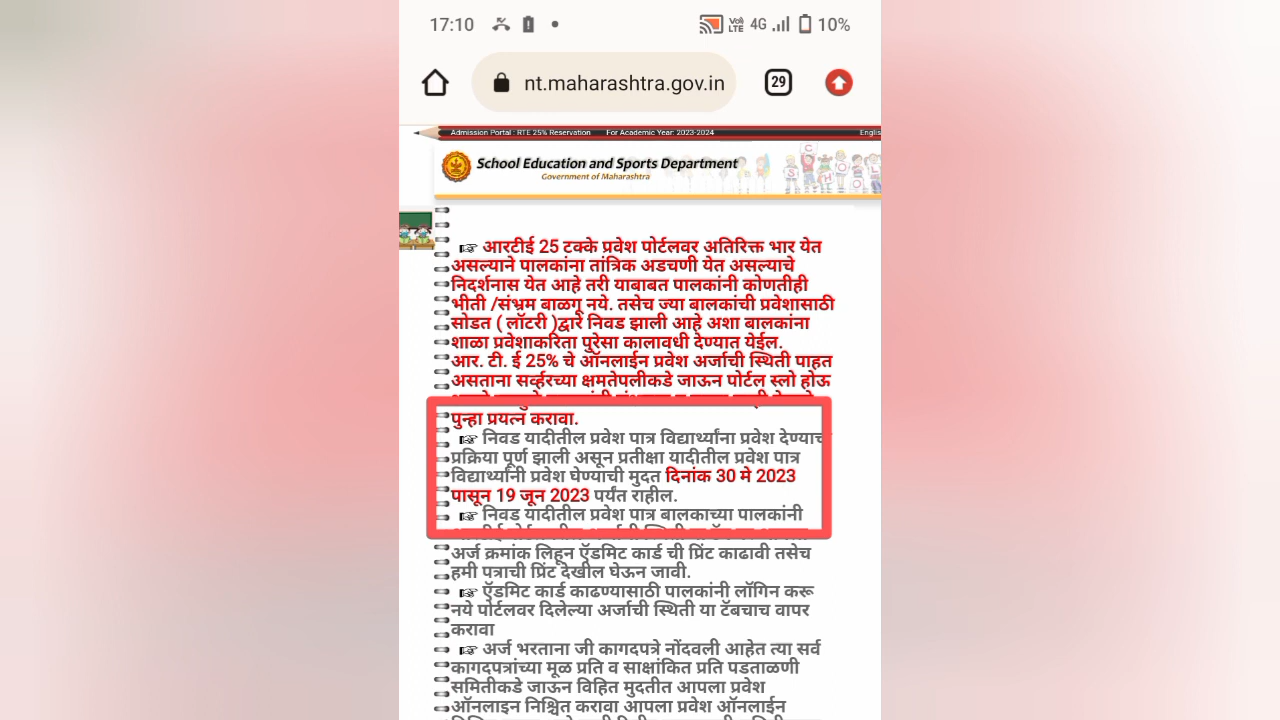 17:10
VoI) LTE 4G 10%
nt.maharashtra.gov.in
29
Admission Portal : RTE 25% Reservation For Academic Year: 2023-2024 Englis
School Education and Sports Department
Government of Maharashtra
☞ आरटीई 25 टक्के प्रवेश पोर्टलवर अतिरिक्त भार येत
असल्याने पालकांना तांत्रिक अडचणी येत असल्याचे
निदर्शनास येत आहे तरी याबाबत पालकांनी कोणतीही
भीती /संभ्रम बाळगू नये. तसेच ज्या बालकांची प्रवेशासाठी
सोडत ( लॉटरी )द्वारे निवड झाली आहे अशा बालकांना
शाळा प्रवेशाकरिता पुरेसा कालावधी देण्यात येईल.
आर. टी. ई 25% चे ऑनलाईन प्रवेश अर्जाची स्थिती पाहत
असताना सर्व्हरच्या क्षमतेपलीकडे जाऊन पोर्टल स्लो होऊ
पुन्हा प्रयत्न करावा.
☞ निवड यादीतील प्रवेश पात्र विद्यार्थ्यांना प्रवेश देण्याच
प्रक्रिया पूर्ण झाली असून प्रतीक्षा यादीतील प्रवेश पात्र
विद्यार्थ्यांनी प्रवेश घेण्याची मुदत दिनांक 30 मे 2023
पासून 19 जून 2023 पर्यंत राहील.
☞ निवड यादीतील प्रवेश पात्र बालकाच्या पालकांनी
अर्ज क्रमांक लिहून ऍडमिट कार्ड ची प्रिंट काढावी तसेच
हमी पत्राची प्रिंट देखील घेऊन जावी.
☞ ऍडमिट कार्ड काढण्यासाठी पालकांनी लॉगिन करू
नये पोर्टलवर दिलेल्या अर्जाची स्थिती या टॅबचाच वापर
करावा
☞ अर्ज भरताना जी कागदपत्रे नोंदवली आहेत त्या सर्व
कागदपत्रांच्या मूळ प्रति व साक्षांकित प्रति पडताळणी
समितीकडे जाऊन विहित मुदतीत आपला प्रवेश
ऑनलाइन निश्चित करावा आपला प्रवेश ऑनलाईन